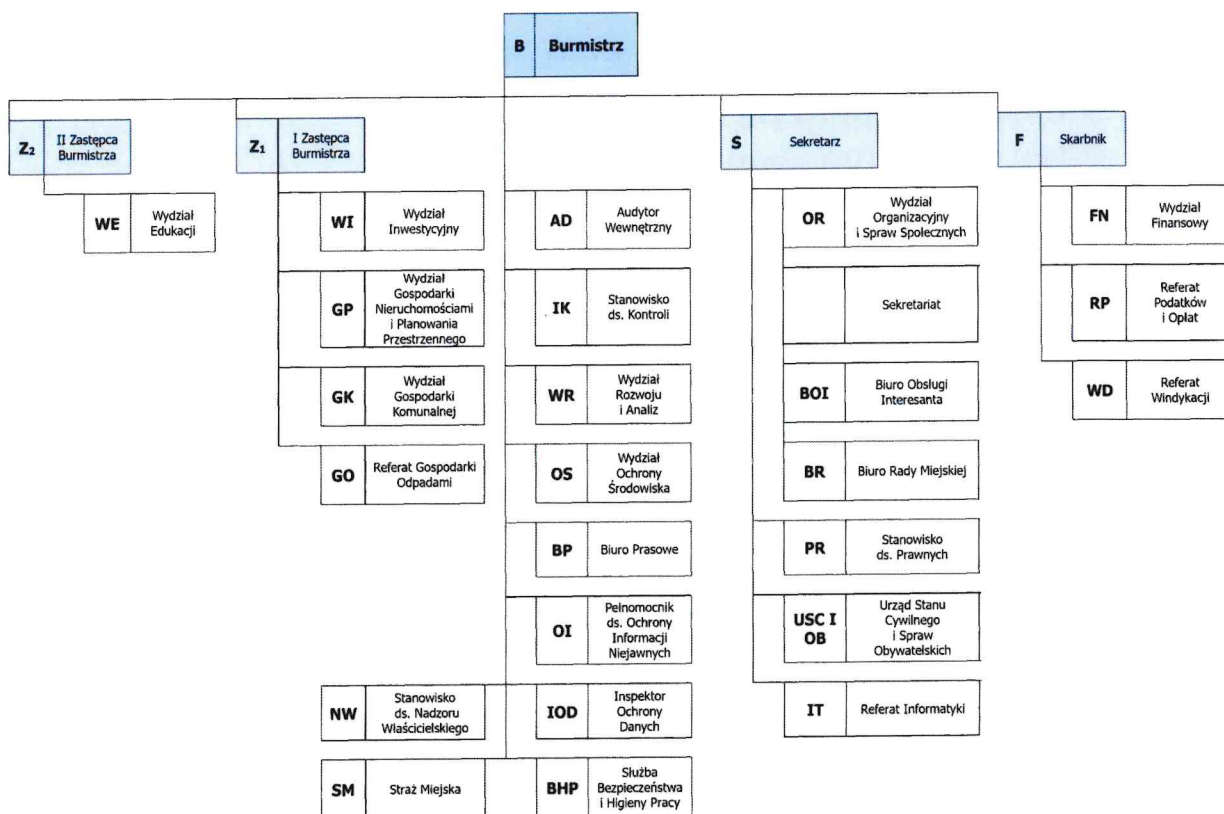 B Burmistrz
Z₂ II Zastępca
Burmistrza
WE Wydział
Edukacji
Z₁ I Zastępca
Burmistrza
WI Wydział
Inwestycyjny
GP Wydział
Gospodarki
Nieruchomościami
i Planowania
Przestrzennego
GK Wydział
Gospodarki
Komunalnej
GO Referat Gospodarki
Odpadami
AD Audytor
Wewnętrzny
IK Stanowisko
ds. Kontroli
WR Wydział
Rozwoju
i Analiz
OS Wydział
Ochrony
Środowiska
BP Biuro Prasowe
OI Pełnomocnik
ds. Ochrony
Informacji
Niejawnych
NW Stanowisko
ds. Nadzoru
Właścicielskiego
IOD Inspektor
Ochrony
Danych
SM Straż Miejska
BHP Służba
Bezpieczeństwa
i Higieny Pracy
S Sekretarz
OR Wydział
Organizacyjny
i Spraw Społecznych
Sekretariat
BOI Biuro Obsługi
Interesanta
BR Biuro Rady Miejskiej
PR Stanowisko
ds. Prawnych
USC I
OB
Urząd Stanu
Cywilnego
i Spraw
Obywatelskich
IT Referat Informatyki
F Skarbnik
FN Wydział
Finansowy
RP Referat
Podatków
i Opłat
WD Referat
Windykacji